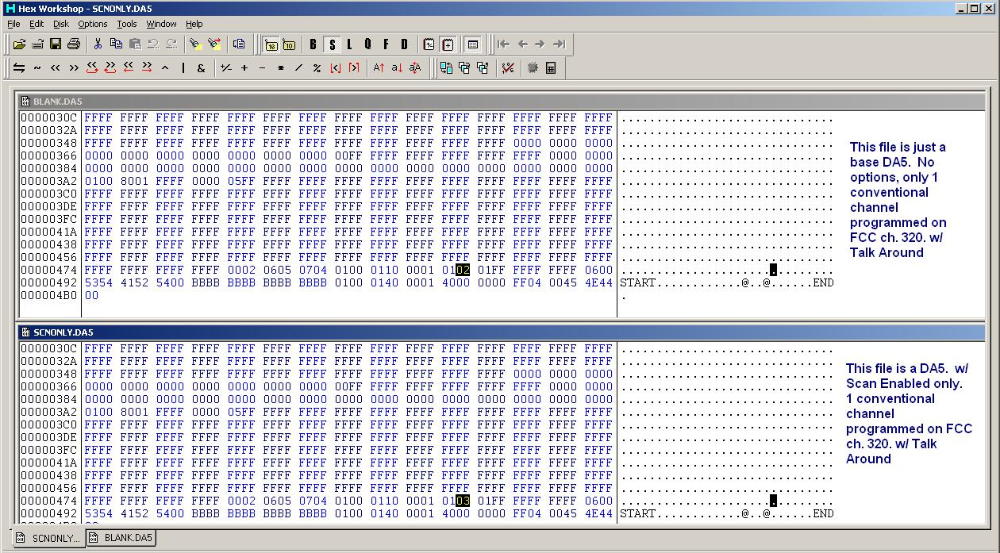 Hex Workshop - SCNONLY.DA5
File Edit Disk Options Tools Window Help
B S L Q F D
BLANK.DA5
0000030C FFFF FFFF FFFF FFFF FFFF FFFF FFFF FFFF FFFF FFFF FFFF FFFF FFFF FFFF FFFF ..............................
0000032A FFFF FFFF FFFF FFFF FFFF FFFF FFFF FFFF FFFF FFFF FFFF FFFF FFFF FFFF FFFF ..............................
00000348 FFFF FFFF FFFF FFFF FFFF FFFF FFFF FFFF FFFF FFFF FFFF FFFF 0000 0000 0000 ..............................
00000366 0000 0000 0000 0000 0000 0000 0000 00FF FFFF FFFF FFFF FFFF FFFF 0000 0000 ..............................
00000384 0000 0000 0000 0000 0000 0000 0000 0000 0000 0000 0000 0000 0000 0000 0000 ..............................
000003A2 0100 8001 FFFF 0000 05FF FFFF FFFF FFFF FFFF FFFF FFFF FFFF FFFF FFFF FFFF ..............................
000003C0 FFFF FFFF FFFF FFFF FFFF FFFF FFFF FFFF FFFF FFFF FFFF FFFF FFFF FFFF FFFF ..............................
000003DE FFFF FFFF FFFF FFFF FFFF FFFF FFFF FFFF FFFF FFFF FFFF FFFF FFFF FFFF FFFF ..............................
000003FC FFFF FFFF FFFF FFFF FFFF FFFF FFFF FFFF FFFF FFFF FFFF FFFF FFFF FFFF FFFF ..............................
0000041A FFFF FFFF FFFF FFFF FFFF FFFF FFFF FFFF FFFF FFFF FFFF FFFF FFFF FFFF FFFF ..............................
00000438 FFFF FFFF FFFF FFFF FFFF FFFF FFFF FFFF FFFF FFFF FFFF FFFF FFFF FFFF FFFF ..............................
00000456 FFFF FFFF FFFF FFFF FFFF FFFF FFFF FFFF FFFF FFFF FFFF FFFF FFFF FFFF FFFF ..............................
00000474 FFFF FFFF FFFF FFFF 0002 0605 0704 0100 0110 0001 0102 01FF FFFF FFFF 0600 ..............................
00000492 5354 4152 5400 BBBB BBBB BBBB BBBB 0100 0140 0001 4000 0000 FF04 0045 4E44 START............@..@......END
000004B0 00 .
This file is just a
base DA5. No
options, only 1
conventional
channel
programmed on
FCC ch. 320. w/
Talk Around
SCNONLY.DA5
0000030C FFFF FFFF FFFF FFFF FFFF FFFF FFFF FFFF FFFF FFFF FFFF FFFF FFFF FFFF FFFF ..............................
0000032A FFFF FFFF FFFF FFFF FFFF FFFF FFFF FFFF FFFF FFFF FFFF FFFF FFFF FFFF FFFF ..............................
00000348 FFFF FFFF FFFF FFFF FFFF FFFF FFFF FFFF FFFF FFFF FFFF FFFF 0000 0000 0000 ..............................
00000366 0000 0000 0000 0000 0000 0000 0000 00FF FFFF FFFF FFFF FFFF FFFF FFFF 0000 ..............................
00000384 0000 0000 0000 0000 0000 0000 0000 0000 0000 0000 0000 0000 0000 0000 0000 ..............................
000003A2 0100 8001 FFFF 0000 05FF FFFF FFFF FFFF FFFF FFFF FFFF FFFF FFFF FFFF FFFF ..............................
000003C0 FFFF FFFF FFFF FFFF FFFF FFFF FFFF FFFF FFFF FFFF FFFF FFFF FFFF FFFF FFFF ..............................
000003DE FFFF FFFF FFFF FFFF FFFF FFFF FFFF FFFF FFFF FFFF FFFF FFFF FFFF FFFF FFFF ..............................
000003FC FFFF FFFF FFFF FFFF FFFF FFFF FFFF FFFF FFFF FFFF FFFF FFFF FFFF FFFF FFFF ..............................
0000041A FFFF FFFF FFFF FFFF FFFF FFFF FFFF FFFF FFFF FFFF FFFF FFFF FFFF FFFF FFFF ..............................
00000438 FFFF FFFF FFFF FFFF FFFF FFFF FFFF FFFF FFFF FFFF FFFF FFFF FFFF FFFF FFFF ..............................
00000456 FFFF FFFF FFFF FFFF FFFF FFFF FFFF FFFF FFFF FFFF FFFF FFFF FFFF FFFF FFFF ..............................
00000474 FFFF FFFF FFFF FFFF 0002 0605 0704 0100 0110 0001 0103 01FF FFFF FFFF 0600 ..............................
00000492 5354 4152 5400 BBBB BBBB BBBB BBBB 0100 0140 0001 4000 0000 FF04 0045 4E44 START............@..@......END
This file is a DA5. w/
Scan Enabled only.
1 conventional
channel
programmed on FCC
ch. 320. w/ Talk
Around
SCNONLY... BLANK.DA5